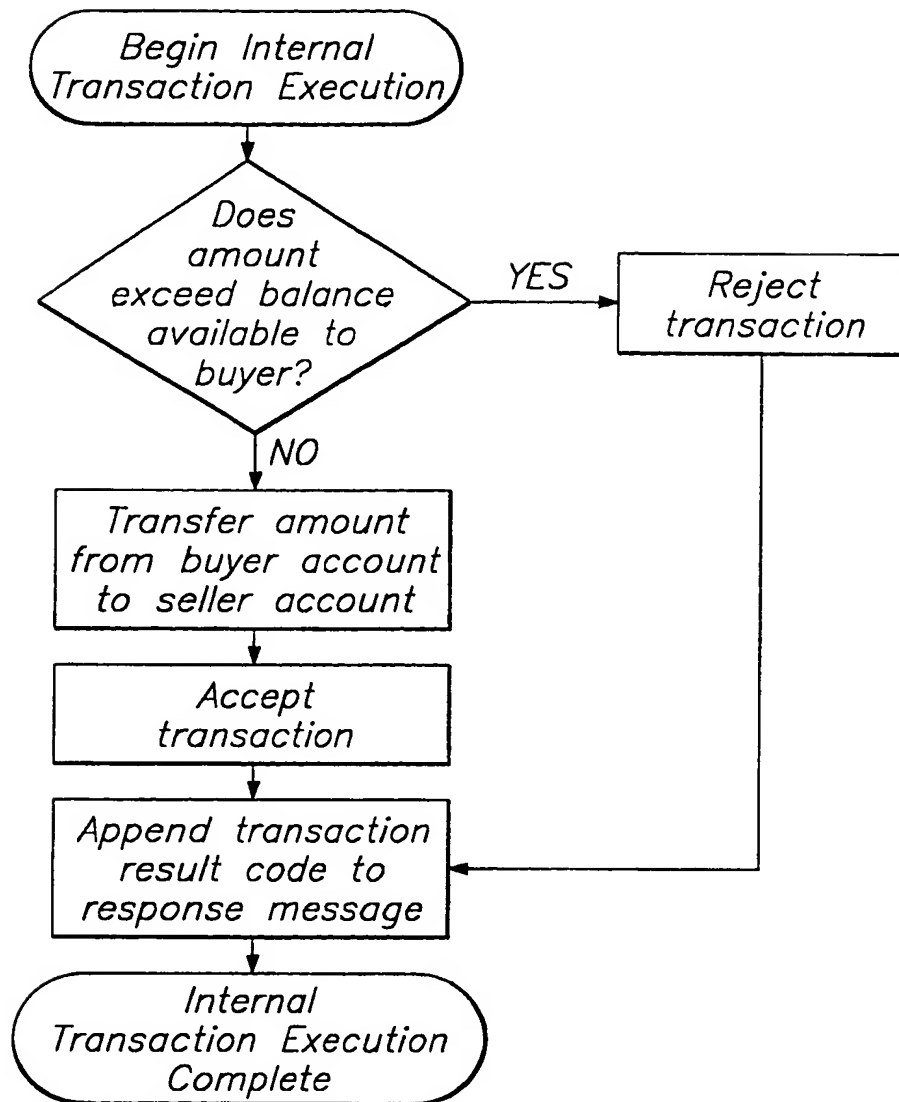 Begin Internal
Transaction Execution
Does
amount
exceed balance
available to
buyer?
YES
Reject
transaction
NO
Transfer amount
from buyer account
to seller account
Accept
transaction
Append transaction
result code to
response message
Internal
Transaction Execution
Complete